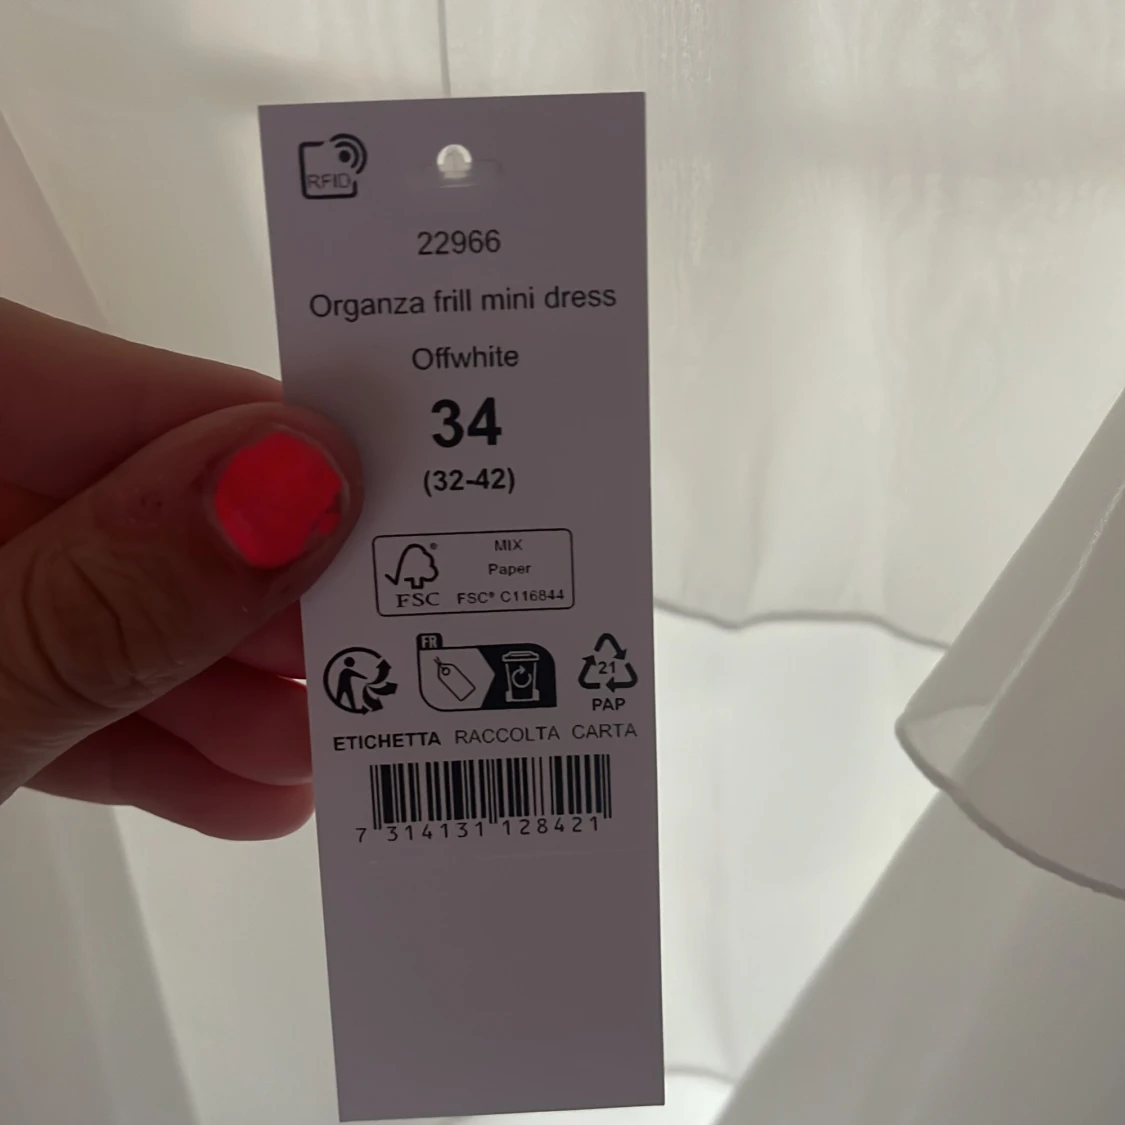 RFID
22966
Organza frill mini dress
Offwhite
34
(32-42)
MIX
Paper
FSC® C116844
FSC
FR
21
PAP
ETICHETTA RACCOLTA CARTA
7 314131 128421